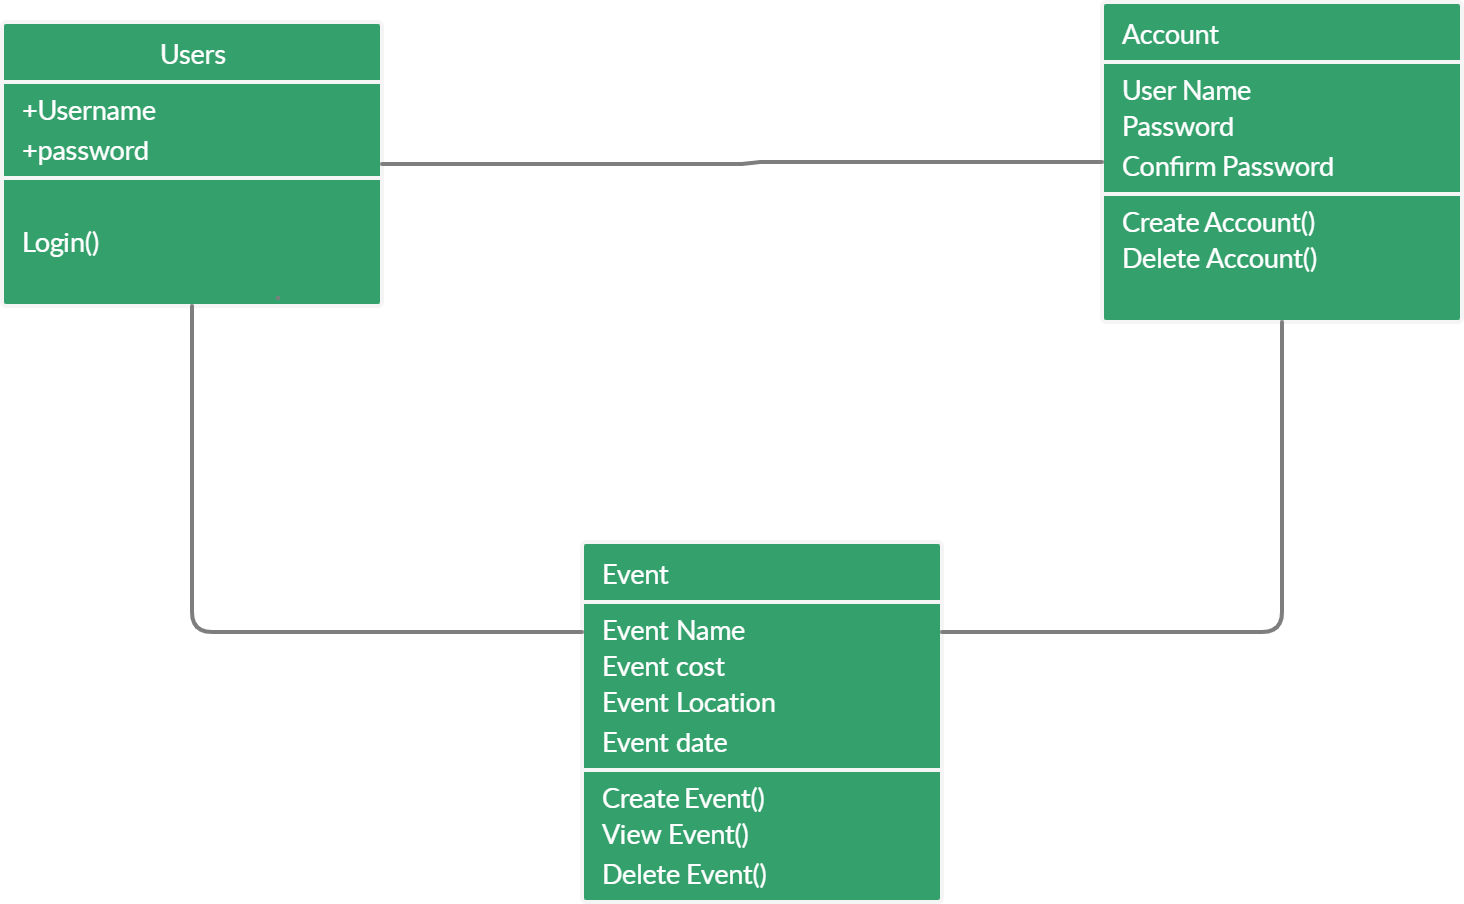 Users
+Username
+password
Login()
Account
User Name
Password
Confirm Password
Create Account()
Delete Account()
Event
Event Name
Event cost
Event Location
Event date
Create Event()
View Event()
Delete Event()